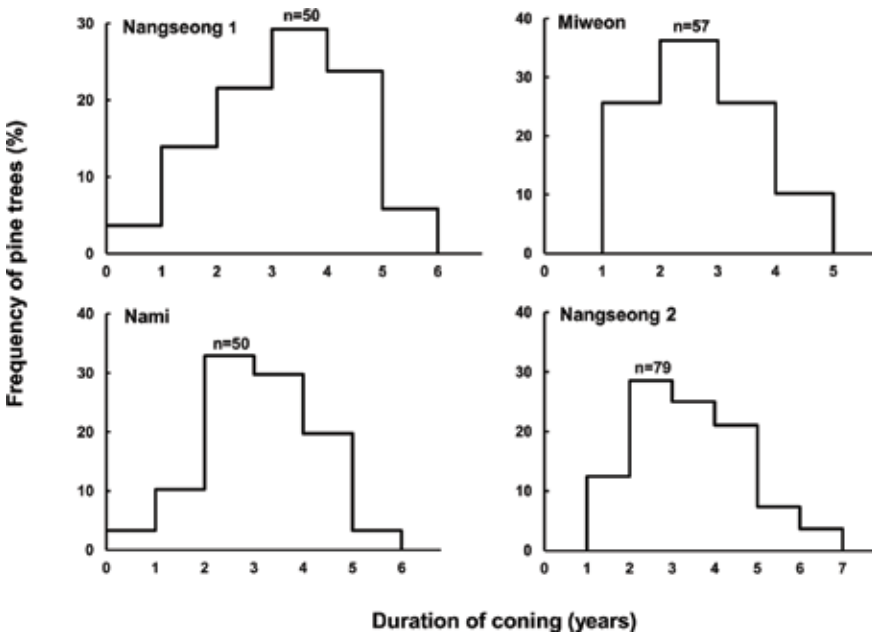 Frequency of pine trees (%)
Nangseong 1
n=50
30
20
10
0
0 1 2 3 4 5 6
Miweon
n=57
40
30
20
10
0
0 1 2 3 4 5
Nami
n=50
40
30
20
10
0
0 1 2 3 4 5 6
Nangseong 2
n=79
40
30
20
10
0
0 1 2 3 4 5 6 7
Duration of coning (years)